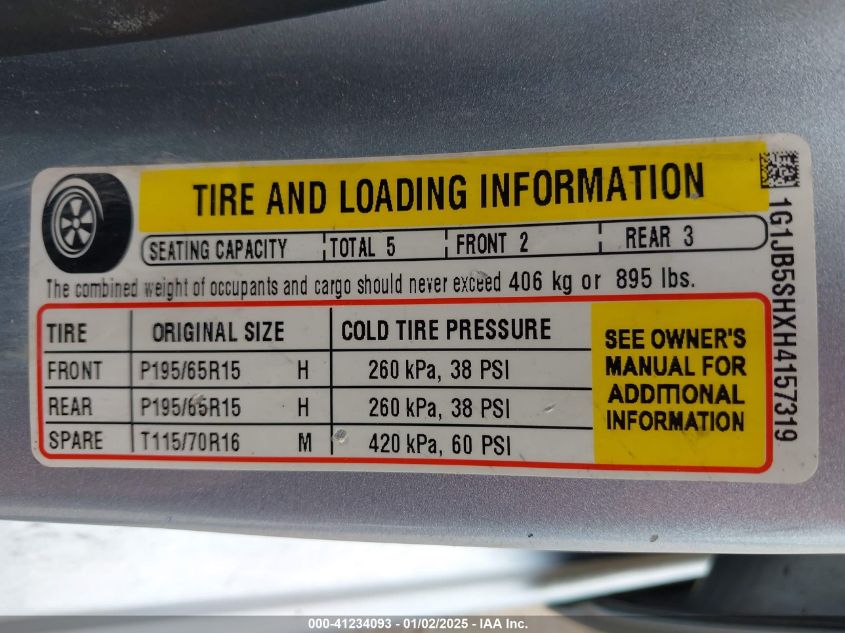 TIRE AND LOADING INFORMATION
SEATING CAPACITY TOTAL 5 FRONT 2 REAR 3
The combined weight of occupants and cargo should never exceed 406 kg or 895 lbs.
TIRE ORIGINAL SIZE COLD TIRE PRESSURE
FRONT P195/65R15 H 260 kPa, 38 PSI
REAR P195/65R15 H 260 kPa, 38 PSI
SPARE T115/70R16 M 420 kPa, 60 PSI
SEE OWNER'S
MANUAL FOR
ADDITIONAL
INFORMATION
1G1JB5SHXH4157319
000-41234093 - 01/02/2025 - IAA Inc.